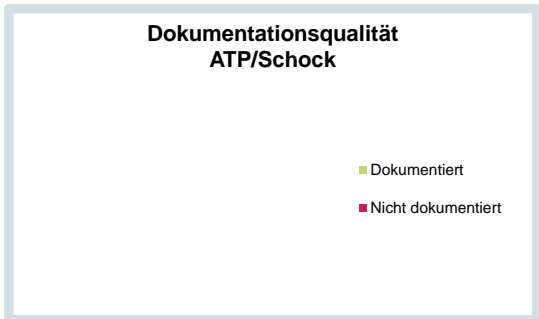 Dokumentationsqualität
ATP/Schock
Dokumentiert
Nicht dokumentiert